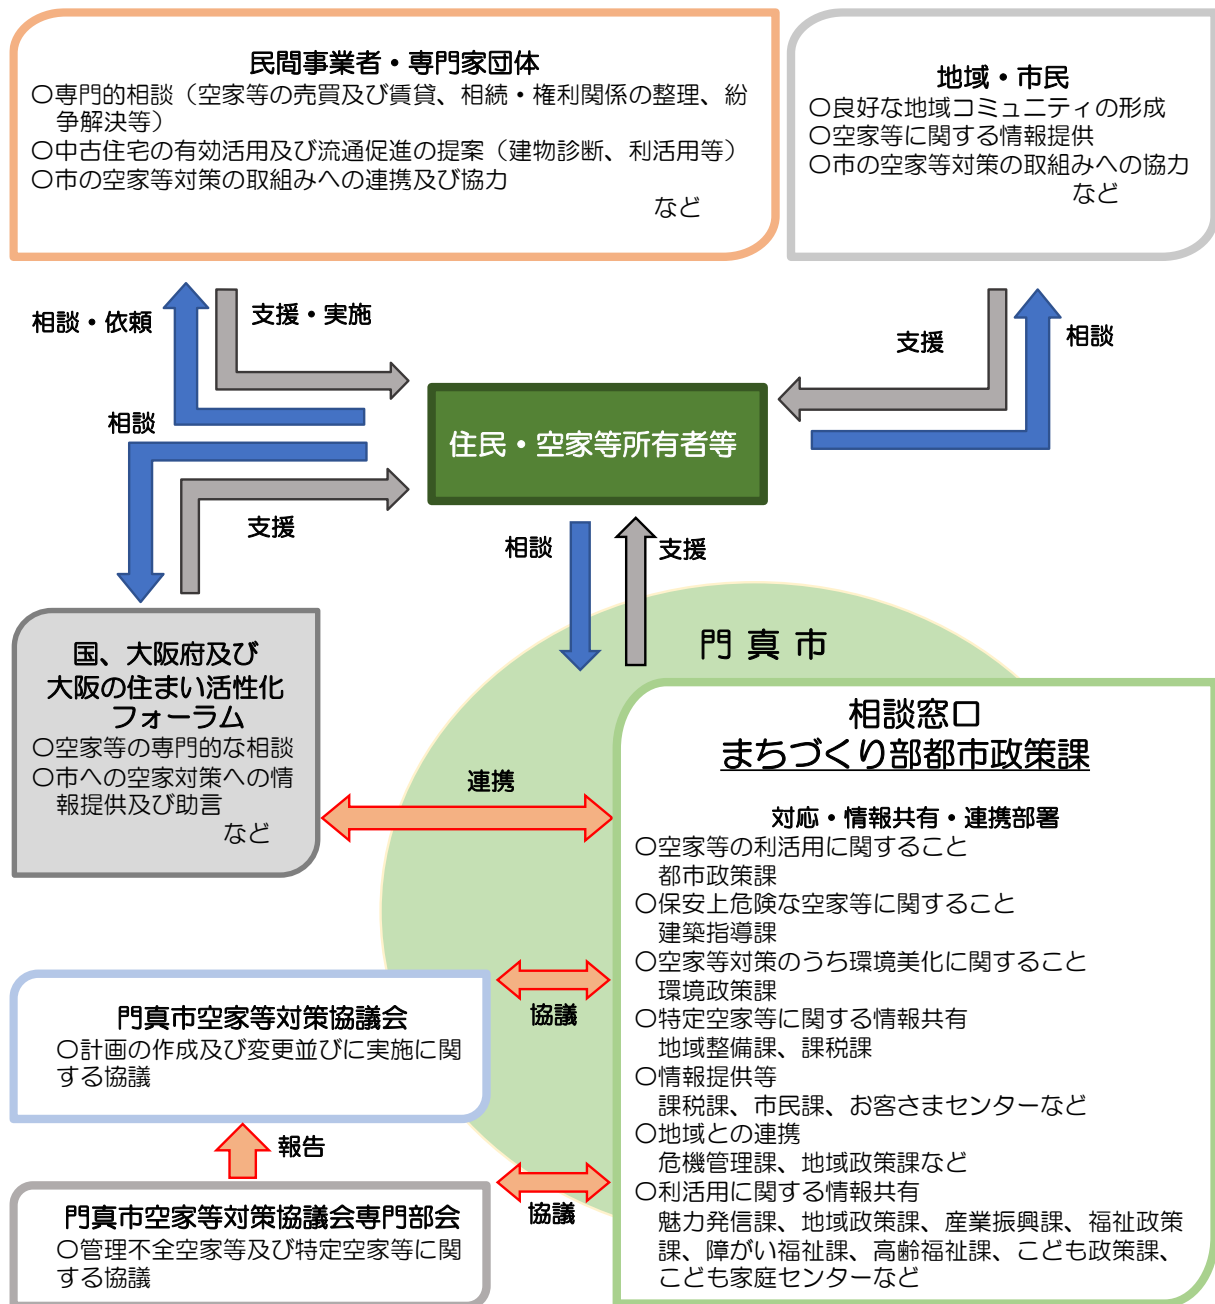 民間事業者・専門家団体
○専門的相談（空家等の売買及び賃貸、相続・権利関係の整理、紛
争解決等）
○中古住宅の有効活用及び流通促進の提案（建物診断、利活用等）
○市の空家等対策の取組みへの連携及び協力
など
地域・市民
○良好な地域コミュニティの形成
○空家等に関する情報提供
○市の空家等対策の取組みへの協力
など
相談・依頼
支援・実施
支援
相談
相談
住民・空家等所有者等
支援
相談
支援
国、大阪府及び
大阪の住まい活性化
フォーラム
○空家等の専門的な相談
○市への空家対策への情
報提供及び助言
など
門真市
連携
相談窓口
まちづくり部都市政策課
対応・情報共有・連携部署
○空家等の利活用に関すること
都市政策課
○保安上危険な空家等に関すること
建築指導課
○空家等対策のうち環境美化に関すること
環境政策課
○特定空家等に関する情報共有
地域整備課、課税課
○情報提供等
課税課、市民課、お客さまセンターなど
○地域との連携
危機管理課、地域政策課など
○利活用に関する情報共有
魅力発信課、地域政策課、産業振興課、福祉政策
課、障がい福祉課、高齢福祉課、こども政策課、
こども家庭センターなど
門真市空家等対策協議会
○計画の作成及び変更並びに実施に関
する協議
協議
報告
門真市空家等対策協議会専門部会
○管理不全空家等及び特定空家等に関
する協議
協議